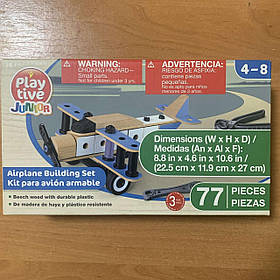 Play
tive
JUNIOR
WARNING:
CHOKING HAZARD—
Small parts.
Not for children under 3 yrs.
ADVERTENCIA:
RIESGO DE ASFIXIA:
contiene piezas
pequeñas.
No es apto para niños
menores de 3 años.
4–8
Dimensions (W x H x D) /
Medidas (An x Al x F):
8.8 in x 4.6 in x 10.6 in /
(22.5 cm x 11.9 cm x 27 cm)
Airplane Building Set
Kit para avión armable
• Beech wood with durable plastic
• De madera de haya y plástico resistente
3
77 PIECES
PIEZAS